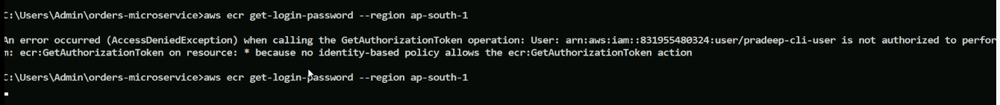 C:\Users\Admin\orders-microservice>aws ecr get-login-password --region ap-south-1
An error occurred (AccessDeniedException) when calling the GetAuthorizationToken operation: User: arn:aws:iam::831955480324:user/pradeep-cli-user is not authorized to perfor
m: ecr:GetAuthorizationToken on resource: * because no identity-based policy allows the ecr:GetAuthorizationToken action
C:\Users\Admin\orders-microservice>aws ecr get-login-password --region ap-south-1